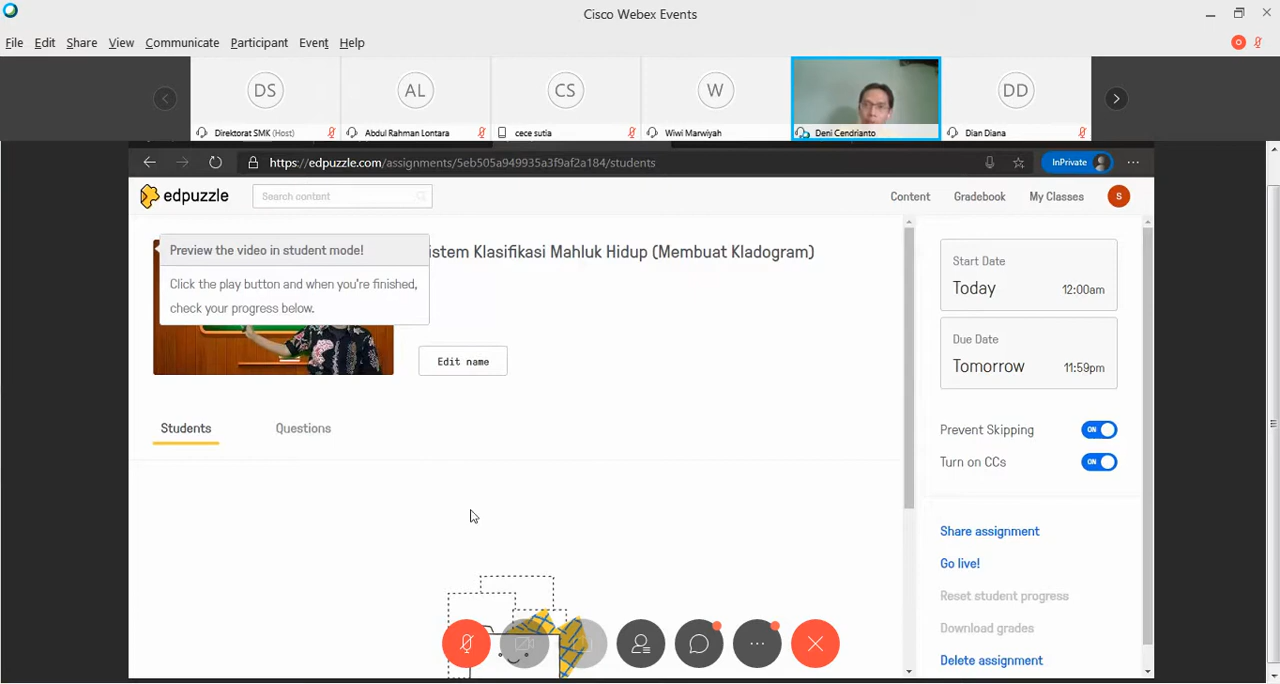 Cisco Webex Events
File Edit Share View Communicate Participant Event Help
DS AL CS W DD
Direktorat SMK (Host) Abdul Rahman Lontara cece sutia Wiwi Marwiyah Deni Cendrianto Dian Diana
https://edpuzzle.com/assignments/5eb505a949935a3f9af2a184/students InPrivate
edpuzzle Search content Content Gradebook My Classes S
Preview the video in student mode!
Click the play button and when you're finished,
check your progress below.
istem Klasifikasi Mahluk Hidup (Membuat Kladogram)
Edit name
Students Questions
Start Date
Today 12:00am
Due Date
Tomorrow 11:59pm
Prevent Skipping ON
Turn on CCs ON
Share assignment
Go live!
Reset student progress
Download grades
Delete assignment